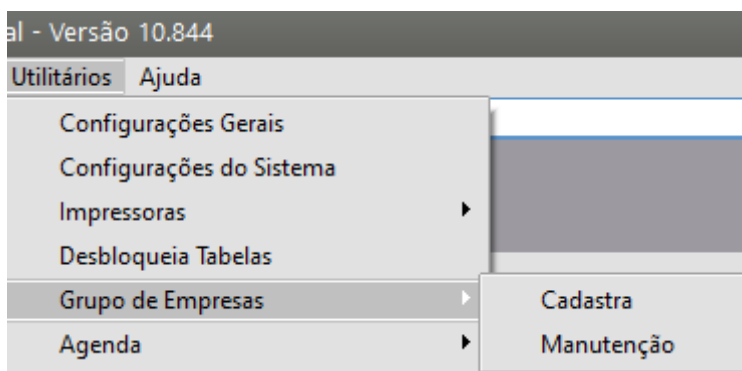 al - Versão 10.844
Utilitários Ajuda
Configurações Gerais
Configurações do Sistema
Impressoras
Desbloqueia Tabelas
Grupo de Empresas
Cadastra
Agenda
Manutenção